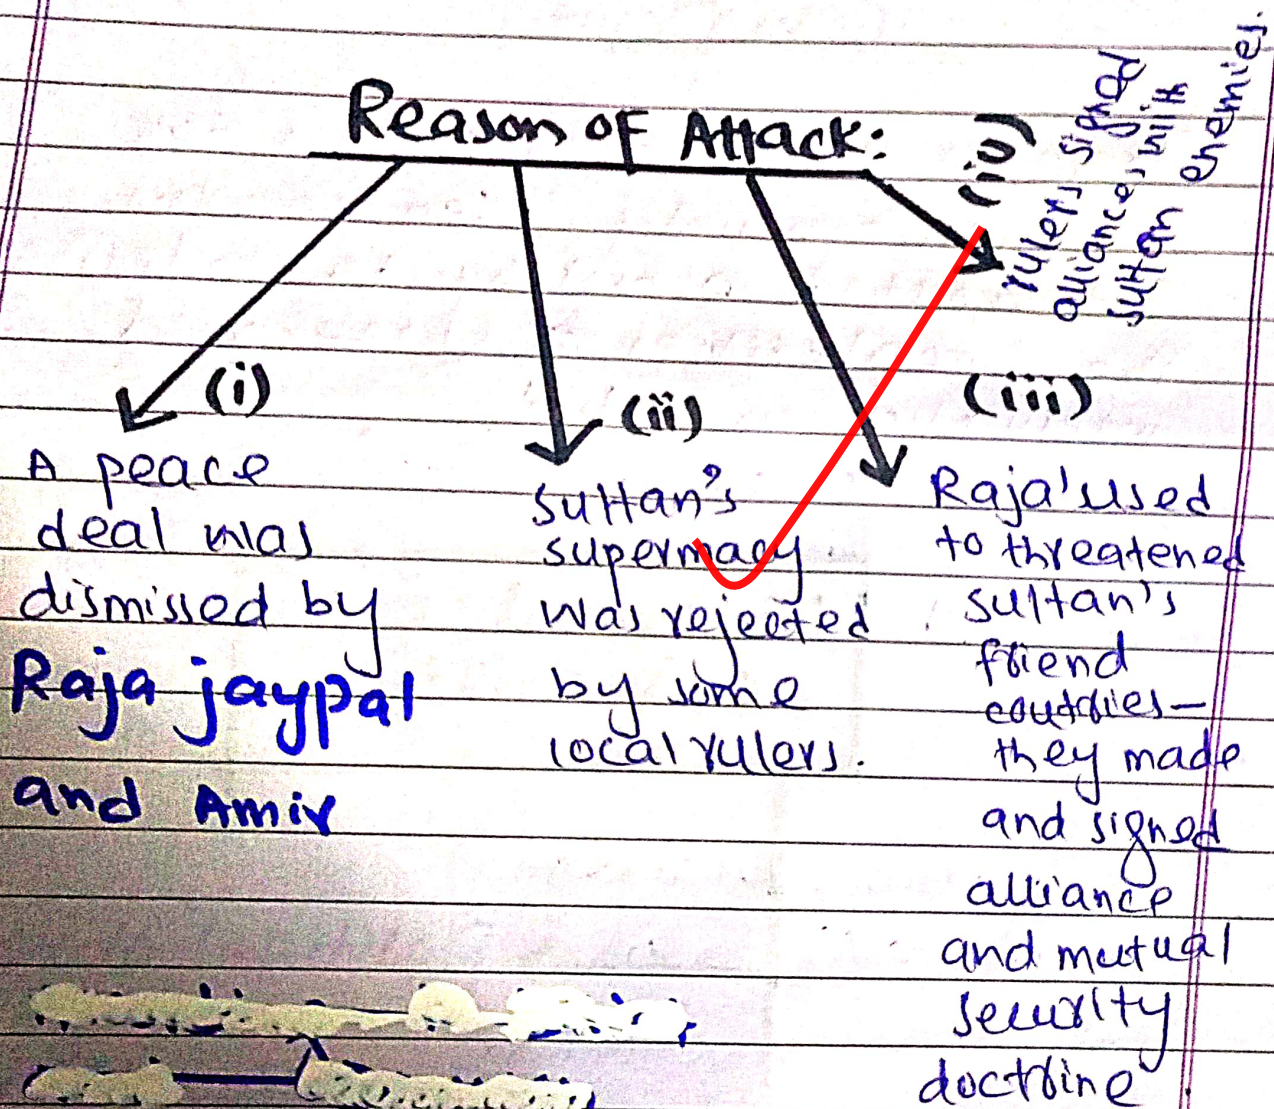 Reason of Attack:
(i)
A peace
deal was
dismissed by
Raja jaypal
and Amir
(ii)
Sultan's
supermacy
was rejected
by some
local rulers.
(iii)
Raja' used
to threatened
Sultan's
friend
coutries—
they made
and signed
alliance
and mutual
security
doctrine
(iv)
rulers signed
alliances with
sultan enemies.